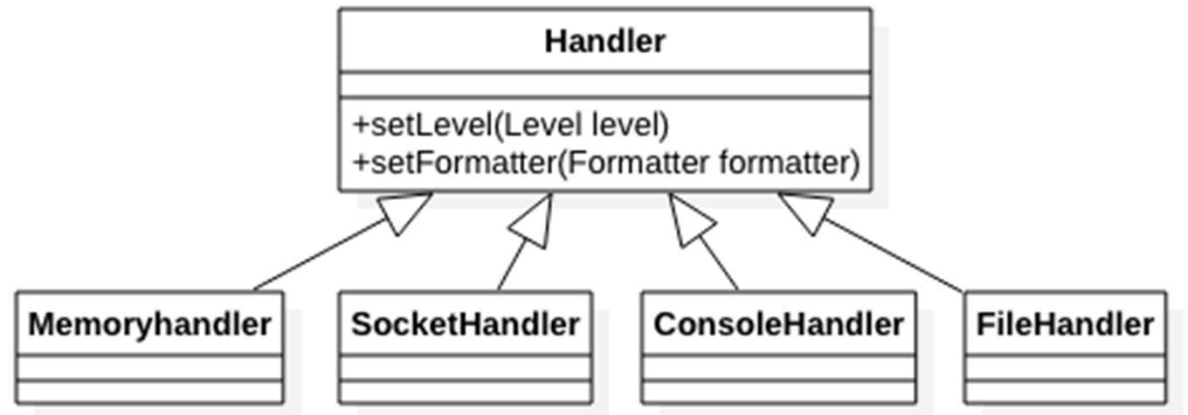 Handler
+setLevel(Level level)
+setFormatter(Formatter formatter)
Memoryhandler
SocketHandler
ConsoleHandler
FileHandler